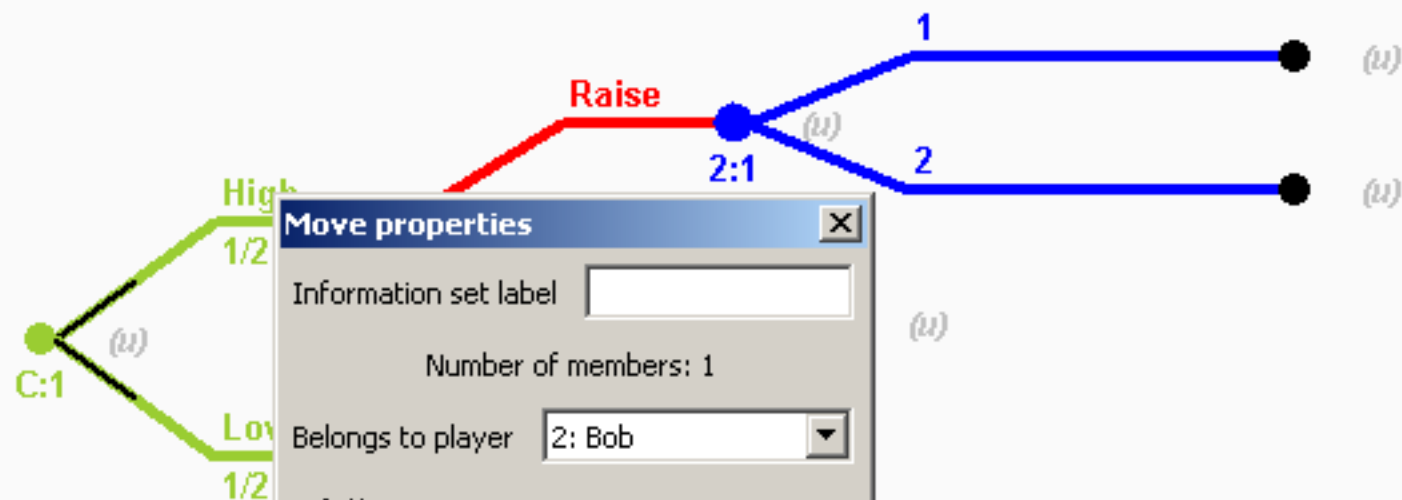 1
(u)
Raise
(u)
2:1
2
(u)
High
1/2
Move properties
Information set label
(u)
(u)
Number of members: 1
C:1
Belongs to player 2: Bob
1/2